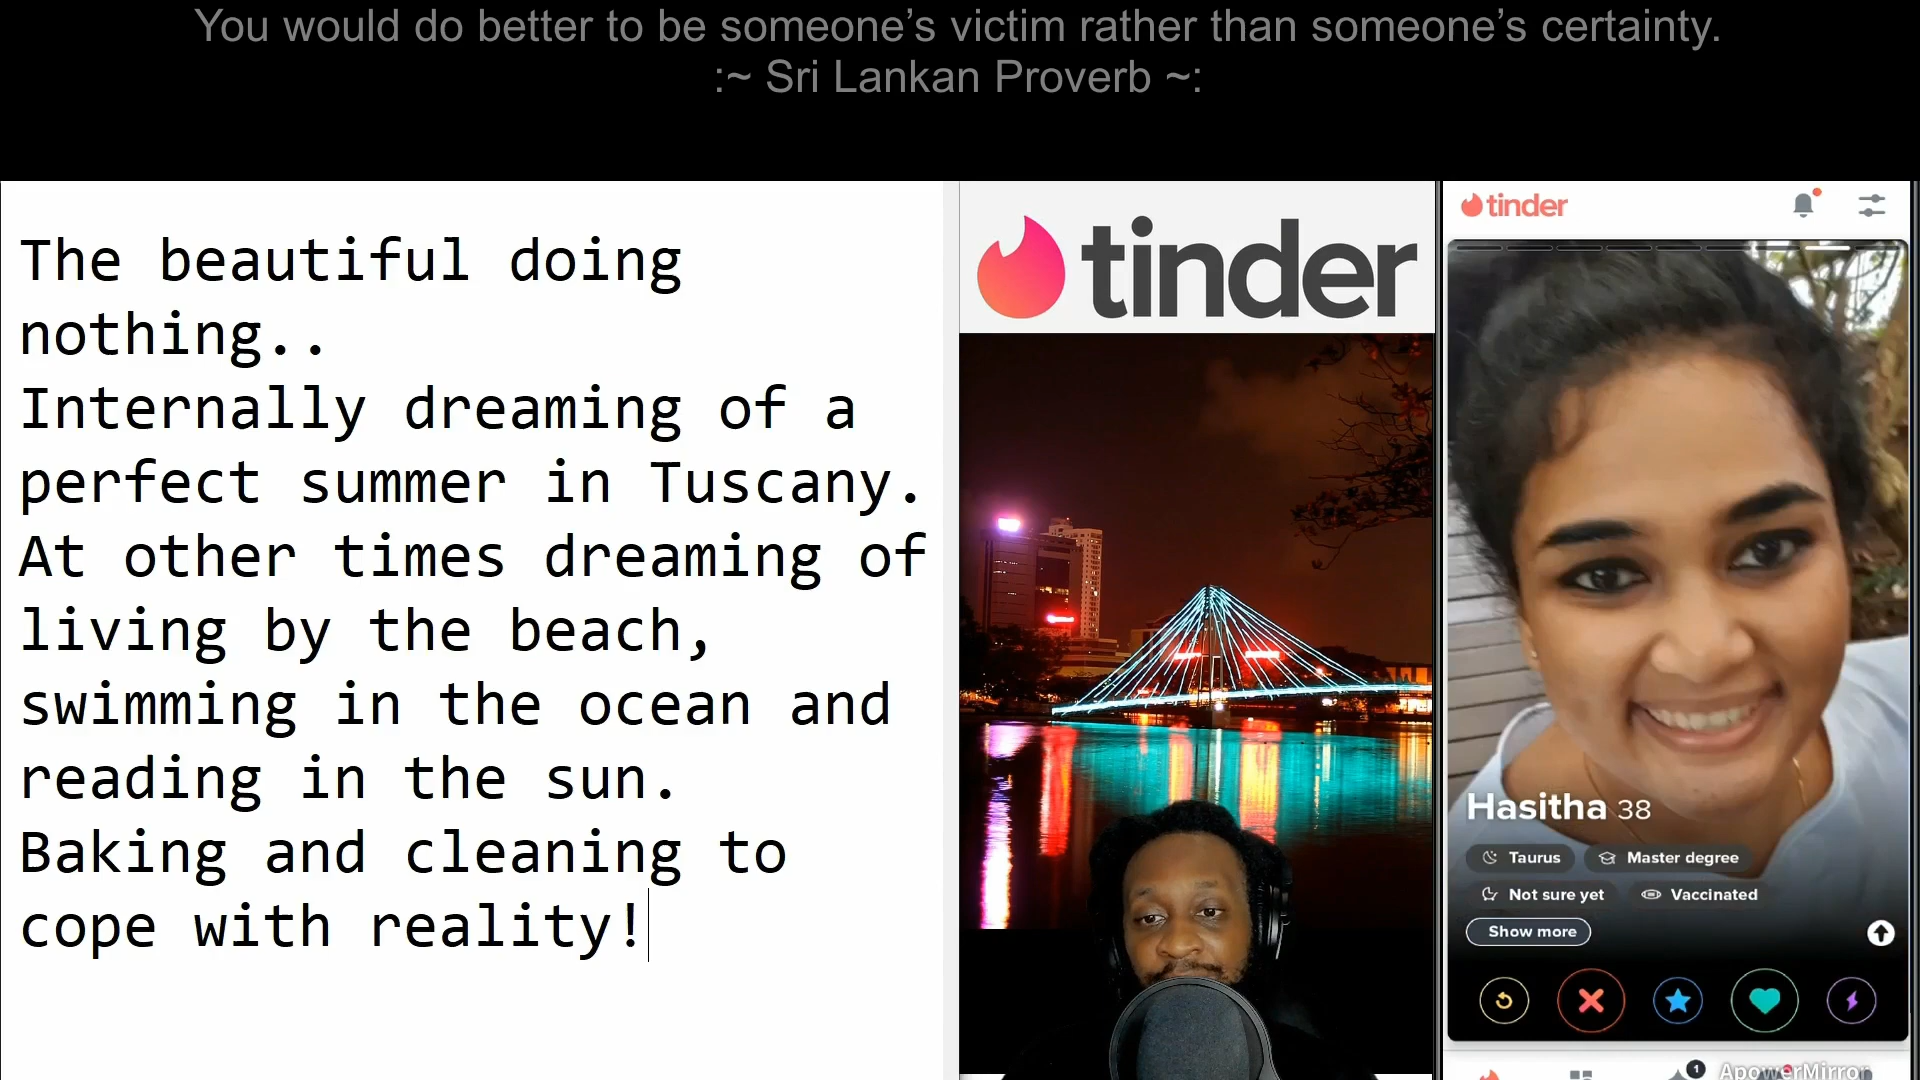 You would do better to be someone’s victim rather than someone’s certainty.
:~ Sri Lankan Proverb ~:
The beautiful doing
nothing..
Internally dreaming of a
perfect summer in Tuscany.
At other times dreaming of
living by the beach,
swimming in the ocean and
reading in the sun.
Baking and cleaning to
cope with reality!
tinder
tinder
Hasitha 38
Taurus
Master degree
Not sure yet
Vaccinated
Show more
1
ApowerMirror